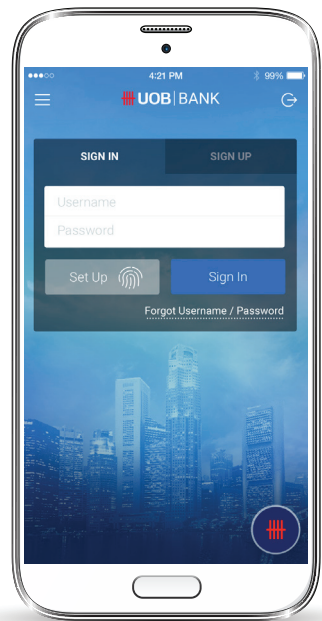 4:21 PM
99%
UOB BANK
SIGN IN
SIGN UP
Username
Password
Set Up
Sign In
Forgot Username / Password